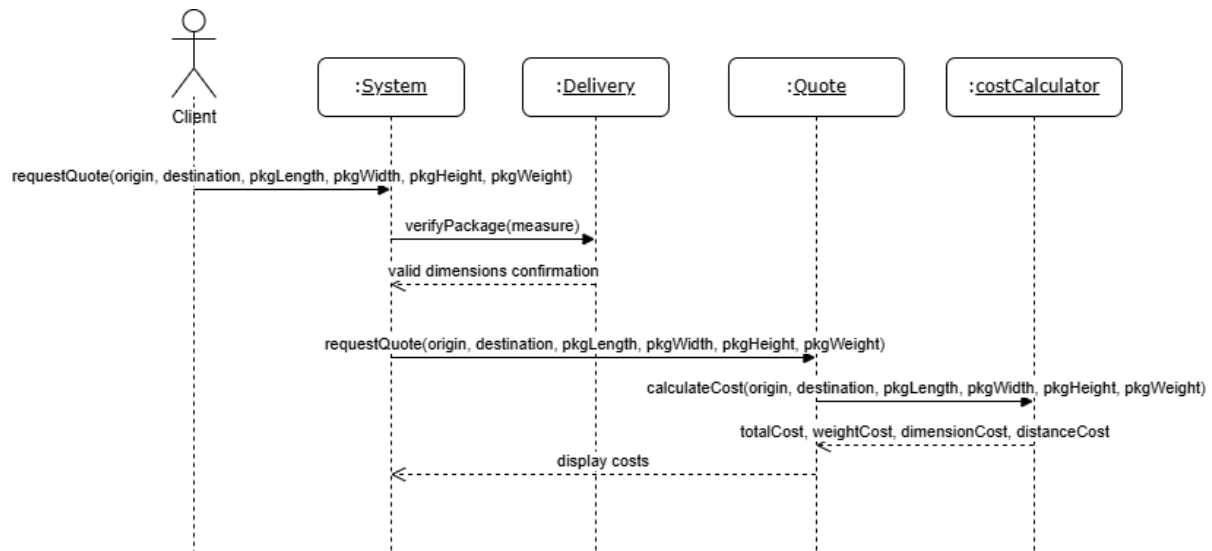 Client
:System
:Delivery
:Quote
:costCalculator
requestQuote(origin, destination, pkgLength, pkgWidth, pkgHeight, pkgWeight)
verifyPackage(measure)
valid dimensions confirmation
requestQuote(origin, destination, pkgLength, pkgWidth, pkgHeight, pkgWeight)
calculateCost(origin, destination, pkgLength, pkgWidth, pkgHeight, pkgWeight)
totalCost, weightCost, dimensionCost, distanceCost
display costs